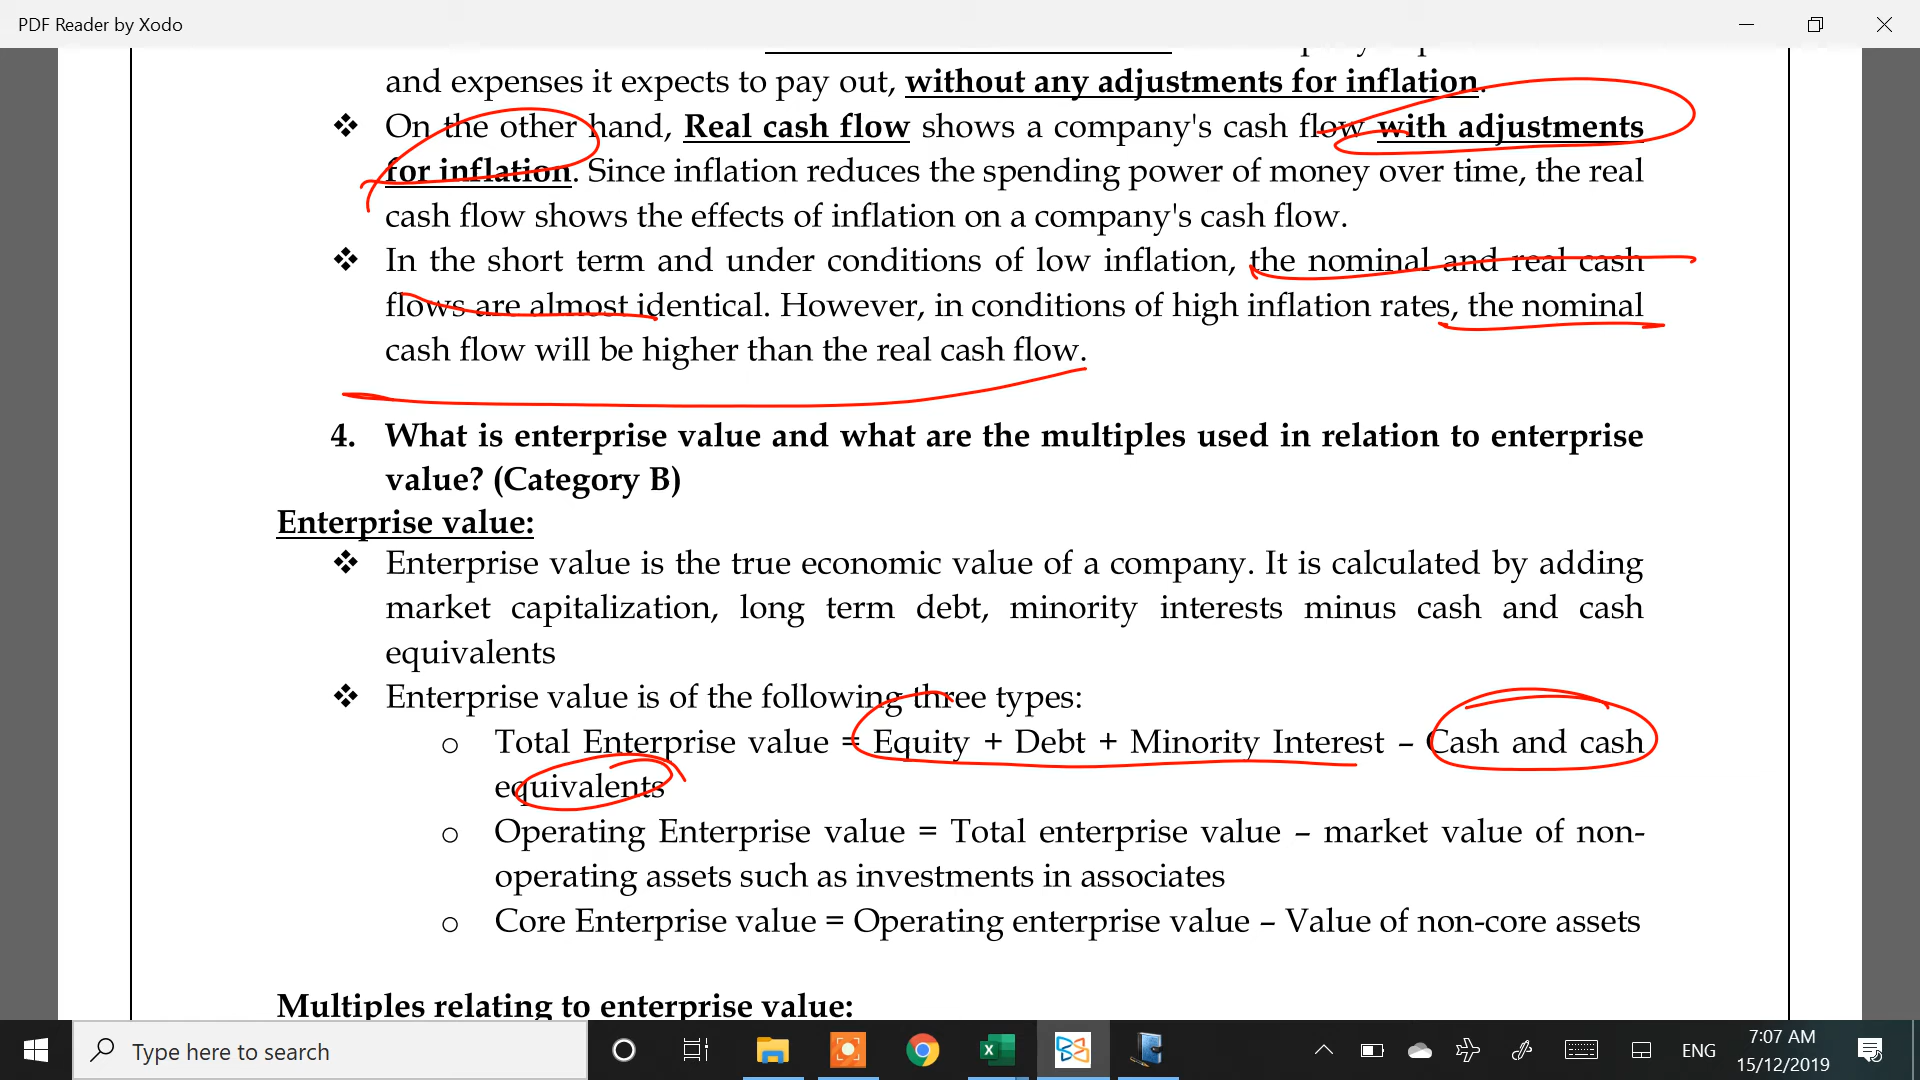 PDF Reader by Xodo
and expenses it expects to pay out, without any adjustments for inflation.
❖ On the other hand, Real cash flow shows a company's cash flow with adjustments
for inflation. Since inflation reduces the spending power of money over time, the real
cash flow shows the effects of inflation on a company's cash flow.
❖ In the short term and under conditions of low inflation, the nominal and real cash
flows are almost identical. However, in conditions of high inflation rates, the nominal
cash flow will be higher than the real cash flow.
4. What is enterprise value and what are the multiples used in relation to enterprise
value? (Category B)
Enterprise value:
❖ Enterprise value is the true economic value of a company. It is calculated by adding
market capitalization, long term debt, minority interests minus cash and cash
equivalents
❖ Enterprise value is of the following three types:
o Total Enterprise value = Equity + Debt + Minority Interest – Cash and cash
equivalents
o Operating Enterprise value = Total enterprise value – market value of non-
operating assets such as investments in associates
o Core Enterprise value = Operating enterprise value – Value of non-core assets
Multiples relating to enterprise value:
Type here to search
ENG
7:07 AM
15/12/2019